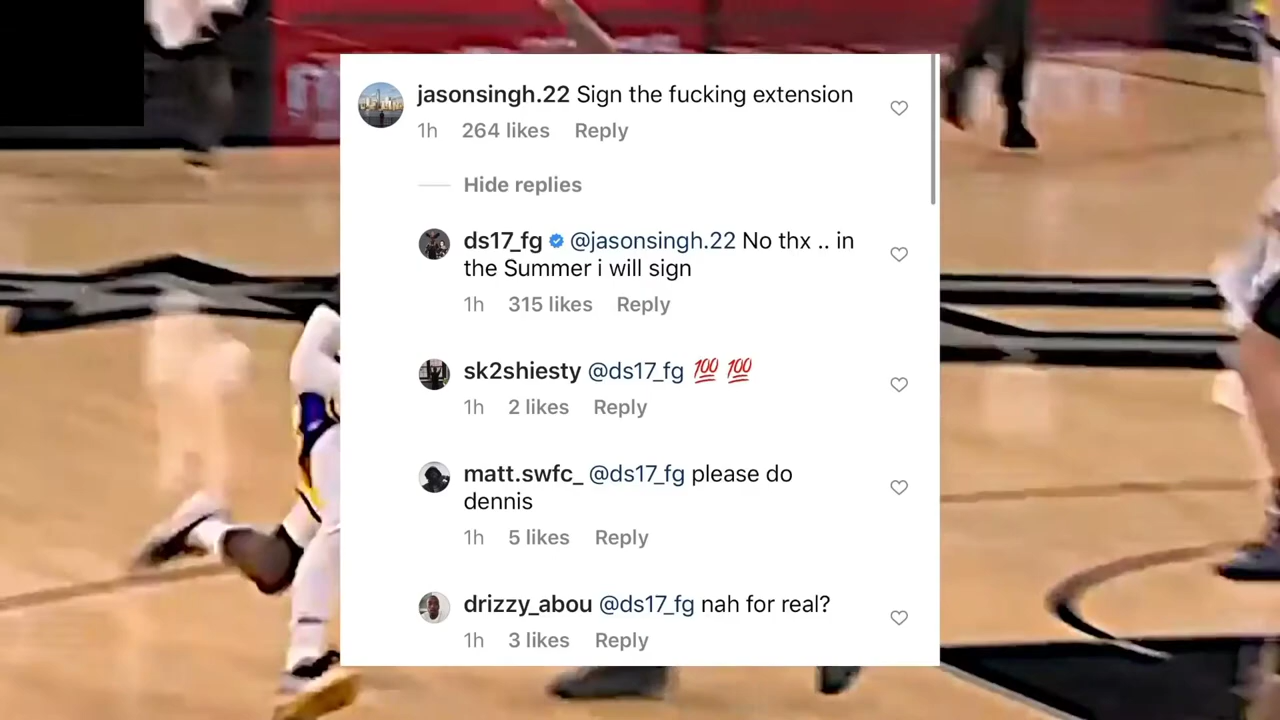 jasonsingh.22 Sign the fucking extension
1h 264 likes Reply
Hide replies
ds17_fg @jasonsingh.22 No thx .. in
the Summer i will sign
1h 315 likes Reply
sk2shiesty @ds17_fg 💯 💯
1h 2 likes Reply
matt.swfc_ @ds17_fg please do
dennis
1h 5 likes Reply
drizzy_abou @ds17_fg nah for real?
1h 3 likes Reply